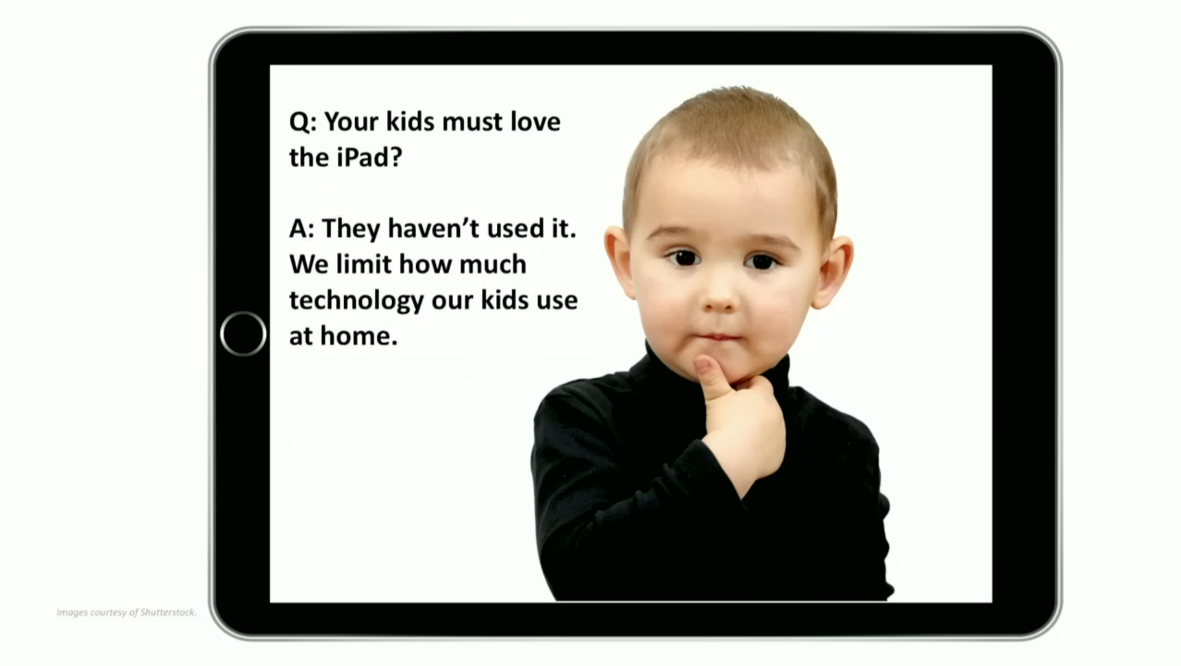 Q: Your kids must love
the iPad?
A: They haven’t used it.
We limit how much
technology our kids use
at home.
Images courtesy of Shutterstock.